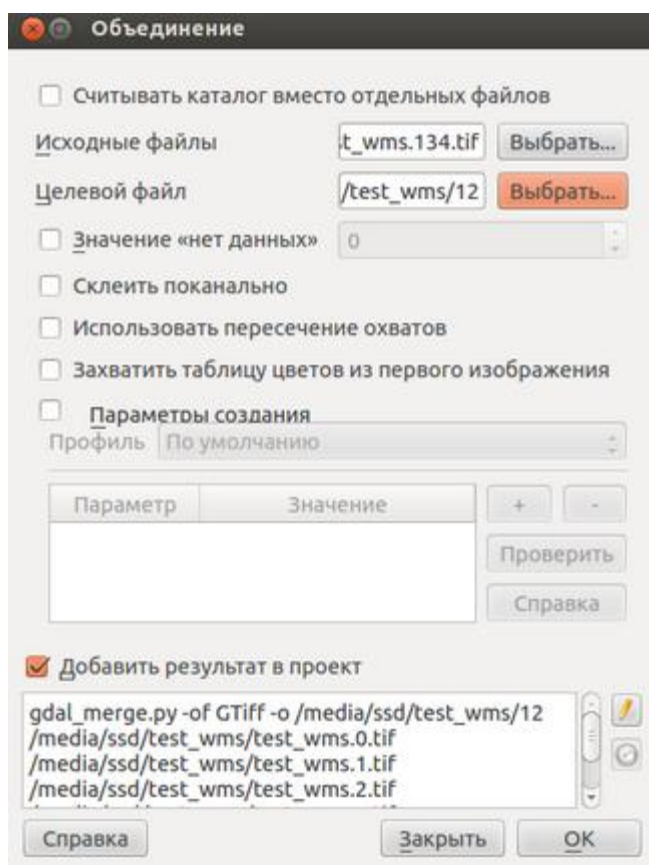 Объединение
Считывать каталог вместо отдельных файлов
Исходные файлы t_wms.134.tif Выбрать...
Целевой файл /test_wms/12 Выбрать...
Значение «нет данных» 0
Склеить поканально
Использовать пересечение охватов
Захватить таблицу цветов из первого изображения
Параметры создания
Профиль По умолчанию
Параметр Значение + -
Проверить
Справка
Добавить результат в проект
gdal_merge.py -of GTiff -o /media/ssd/test_wms/12
/media/ssd/test_wms/test_wms.0.tif
/media/ssd/test_wms/test_wms.1.tif
/media/ssd/test_wms/test_wms.2.tif
Справка Закрыть OK